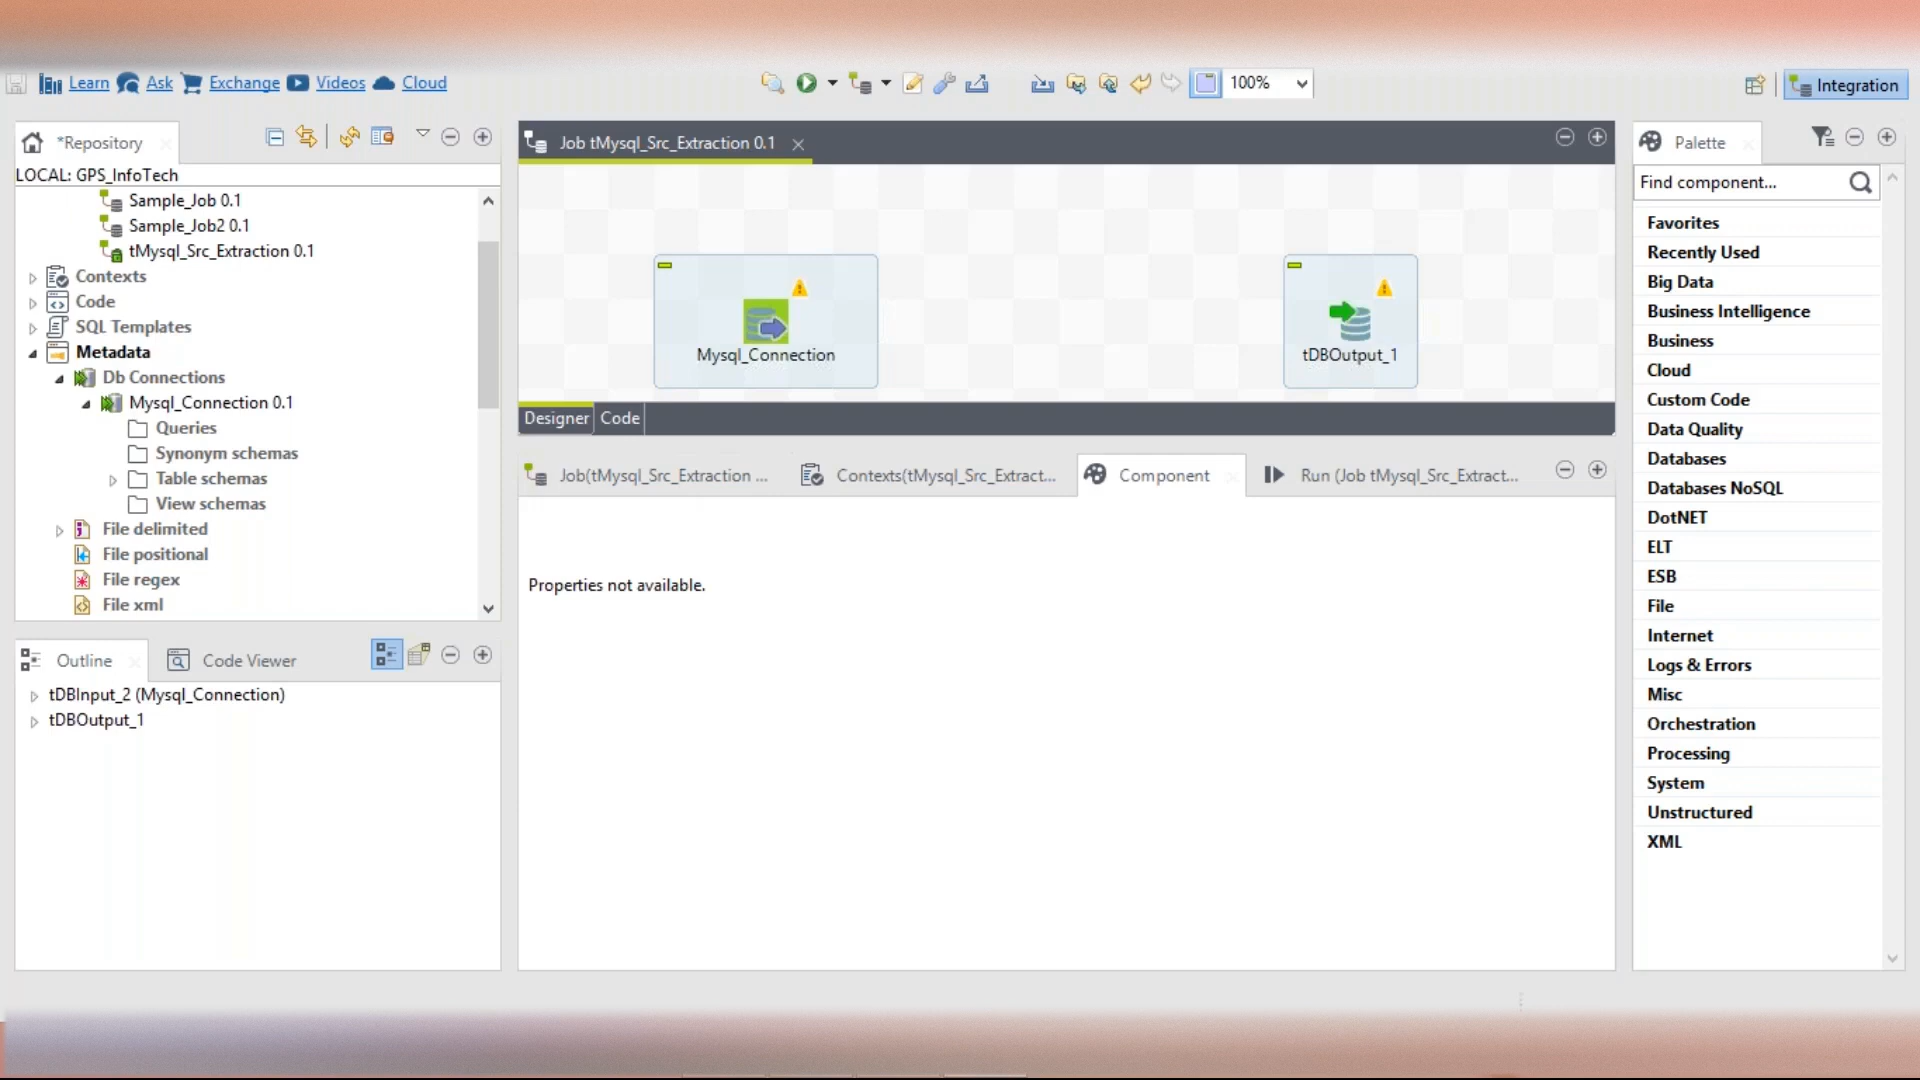 Learn Ask Exchange Videos Cloud
100%
Integration
*Repository
LOCAL: GPS_InfoTech
Sample_Job 0.1
Sample_Job2 0.1
tMysql_Src_Extraction 0.1
Contexts
Code
SQL Templates
Metadata
Db Connections
Mysql_Connection 0.1
Queries
Synonym schemas
Table schemas
View schemas
File delimited
File positional
File regex
File xml
Outline
Code Viewer
tDBInput_2 (Mysql_Connection)
tDBOutput_1
Job tMysql_Src_Extraction 0.1
Mysql_Connection
tDBOutput_1
Designer Code
Job(tMysql_Src_Extraction ...
Contexts(tMysql_Src_Extract...
Component
Run (Job tMysql_Src_Extract...
Properties not available.
Palette
Find component...
Favorites
Recently Used
Big Data
Business Intelligence
Business
Cloud
Custom Code
Data Quality
Databases
Databases NoSQL
DotNET
ELT
ESB
File
Internet
Logs & Errors
Misc
Orchestration
Processing
System
Unstructured
XML